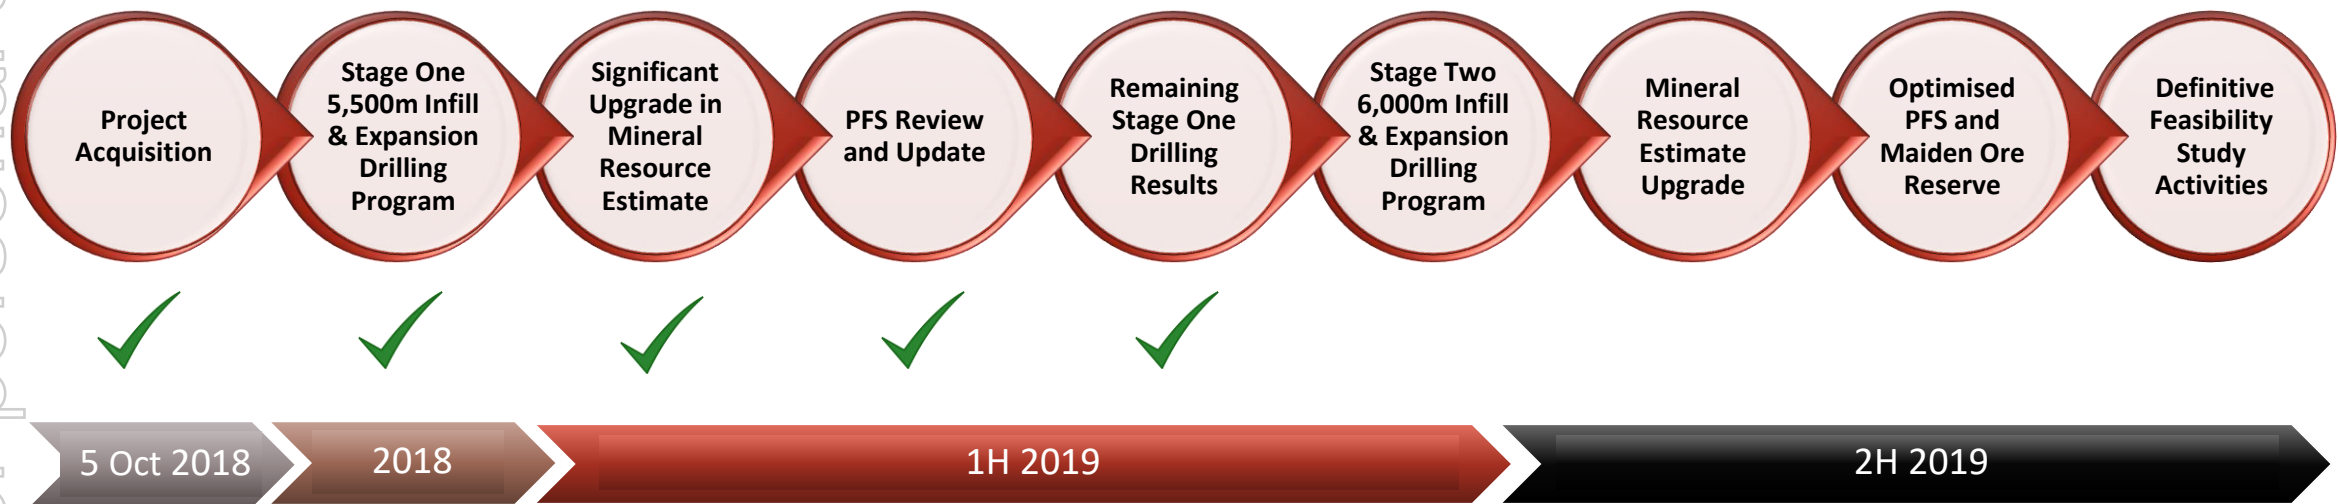 Project
Acquisition
Stage One
5,500m Infill
& Expansion
Drilling
Program
Significant
Upgrade in
Mineral
Resource
Estimate
PFS Review
and Update
Remaining
Stage One
Drilling
Results
Stage Two
6,000m Infill
& Expansion
Drilling
Program
Mineral
Resource
Estimate
Upgrade
Optimised
PFS and
Maiden Ore
Reserve
Definitive
Feasibility
Study
Activities
5 Oct 2018
2018
1H 2019
2H 2019